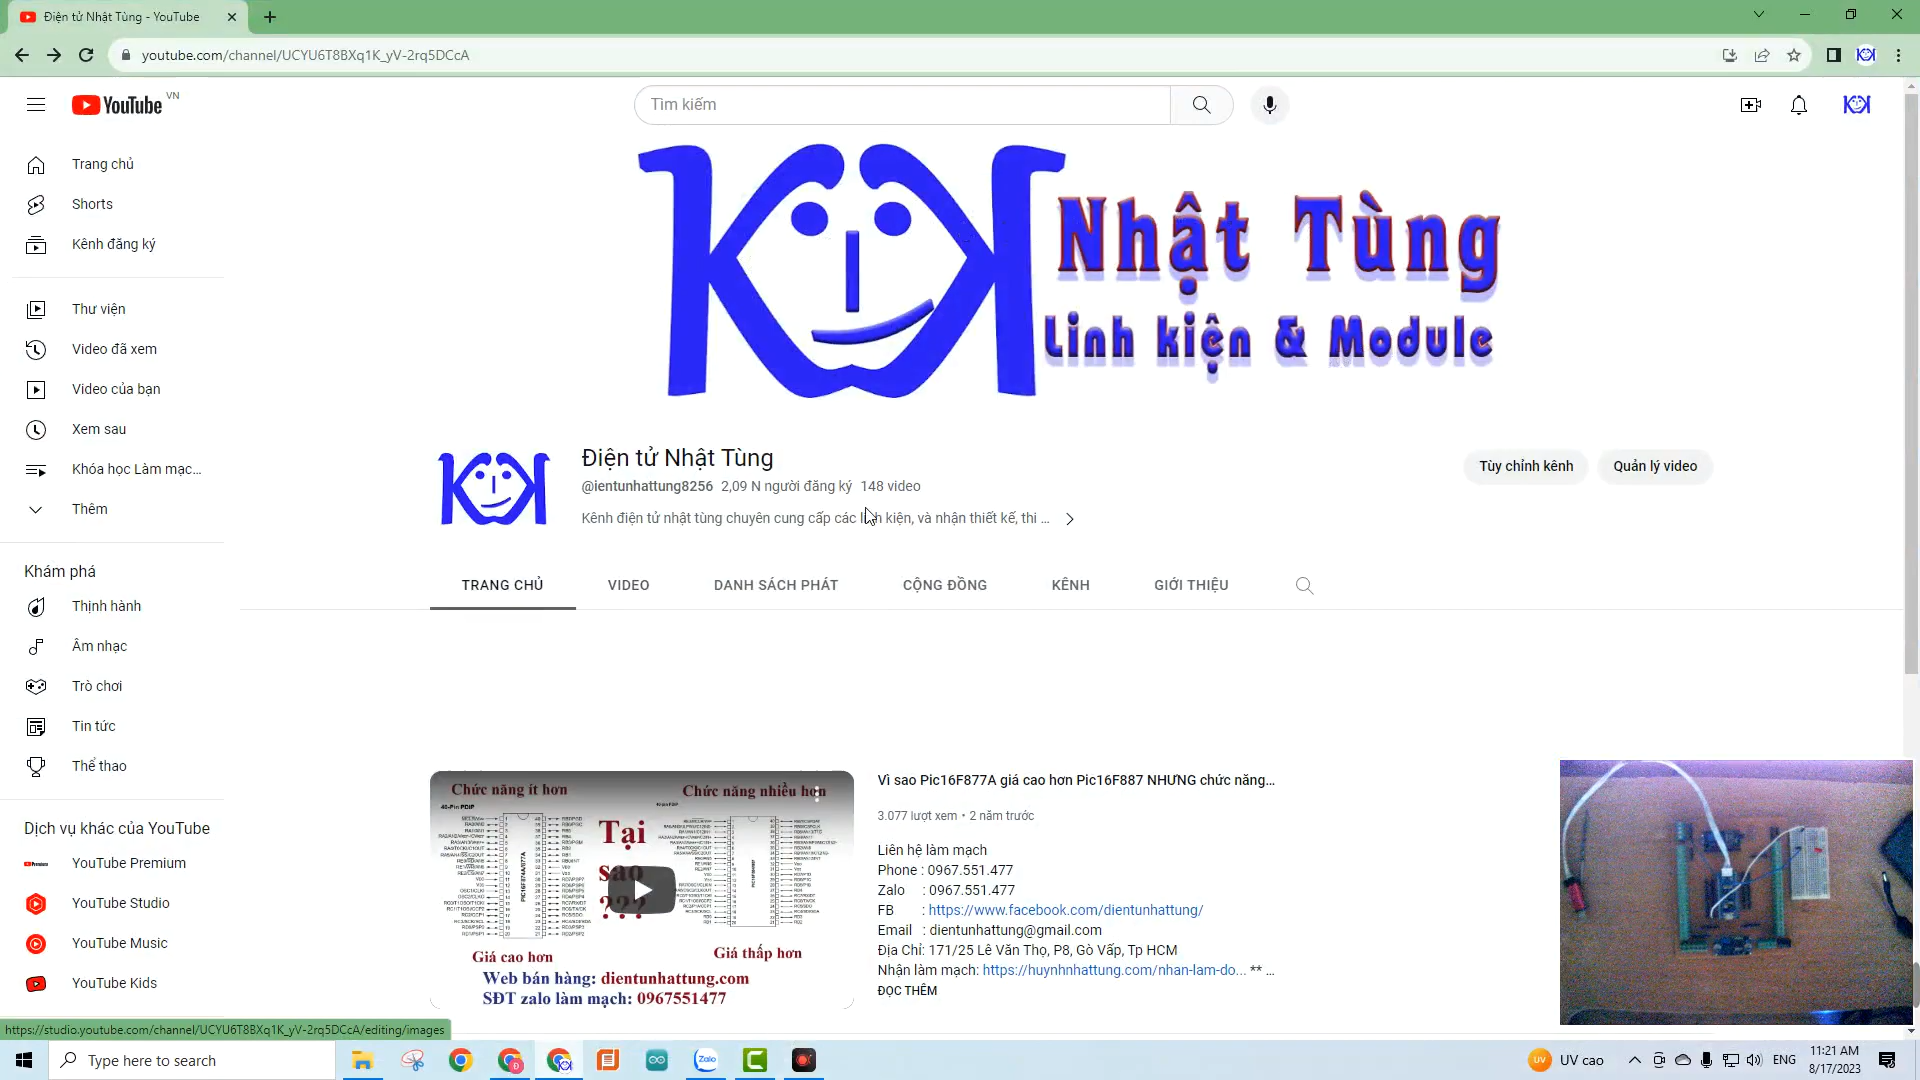 Điện tử Nhật Tùng - YouTube
youtube.com/channel/UCYU6T8BXq1K_yV-2rq5DCcA
YouTube VN
Tìm kiếm
Trang chủ
Shorts
Kênh đăng ký
Thư viện
Video đã xem
Video của bạn
Xem sau
Khóa học Làm mạc...
Thêm
Khám phá
Thịnh hành
Âm nhạc
Trò chơi
Tin tức
Thể thao
Dịch vụ khác của YouTube
YouTube Premium
YouTube Studio
YouTube Music
YouTube Kids
Nhật Tùng
Linh kiện & Module
Điện tử Nhật Tùng
@ientunhattung8256 2,09 N người đăng ký 148 video
Kênh điện tử nhật tùng chuyên cung cấp các linh kiện, và nhận thiết kế, thi ...
Tùy chỉnh kênh
Quản lý video
TRANG CHỦ
VIDEO
DANH SÁCH PHÁT
CỘNG ĐỒNG
KÊNH
GIỚI THIỆU
Chức năng ít hơn
Chức năng nhiều hơn
40-Pin PDIP
Tại
sao
???
Giá cao hơn
Giá thấp hơn
Web bán hàng: dientunhattung.com
SĐT zalo làm mạch: 0967551477
Vì sao Pic16F877A giá cao hơn Pic16F887 NHƯNG chức năng...
3.077 lượt xem • 2 năm trước
Liên hệ làm mạch
Phone : 0967.551.477
Zalo : 0967.551.477
FB : https://www.facebook.com/dientunhattung/
Email : dientunhattung@gmail.com
Địa Chỉ: 171/25 Lê Văn Thọ, P8, Gò Vấp, Tp HCM
Nhận làm mạch: https://huynhnhattung.com/nhan-lam-do... ** ...
ĐỌC THÊM
https://studio.youtube.com/channel/UCYU6T8BXq1K_yV-2rq5DCcA/editing/images
Type here to search
Zalo
UV cao
ENG
11:21 AM
8/17/2023